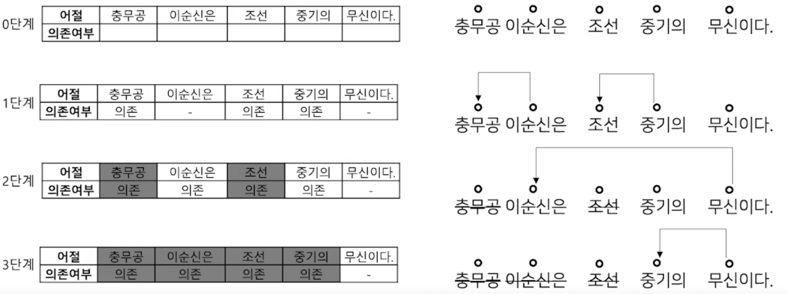 0단계
어절 충무공 이순신은 조선 중기의 무신이다.
의존여부
충무공 이순신은 조선 중기의 무신이다.
1단계
어절 충무공 이순신은 조선 중기의 무신이다.
의존여부 의존 - 의존 의존 -
충무공 이순신은 조선 중기의 무신이다.
2단계
어절 충무공 이순신은 조선 중기의 무신이다.
의존여부 의존 의존 의존 의존 -
충무공 이순신은 조선 중기의 무신이다.
3단계
어절 충무공 이순신은 조선 중기의 무신이다.
의존여부 의존 의존 의존 의존 -
충무공 이순신은 조선 중기의 무신이다.